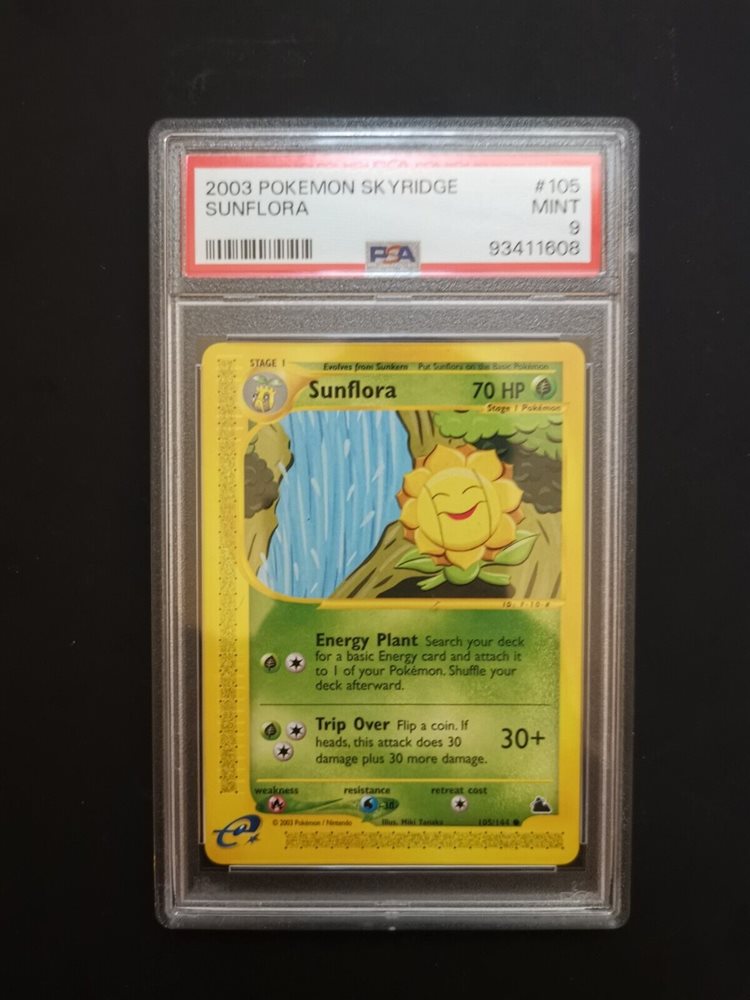 2003 POKEMON SKYRIDGE #105
SUNFLORA MINT
9
PSA 93411608
STAGE 1 Evolves from Sunkern Put Sunflora on the Basic Pokémon
Sunflora 70 HP
Stage 1 Pokémon
Energy Plant Search your deck
for a basic Energy card and attach it
to 1 of your Pokémon. Shuffle your
deck afterward.
Trip Over Flip a coin. If
heads, this attack does 30
damage plus 30 more damage.
30+
weakness resistance retreat cost
-30
© 2003 Pokémon / Nintendo Illus. Miki Tanaka 105/144
e